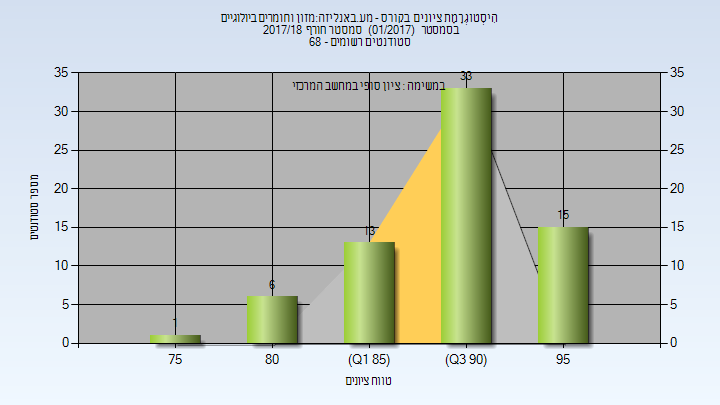 היסטוגרמת ציונים בקורס - מע.באנליזה:מזון וחומרים ביולוגיים
בסמסטר (01/2017) סמסטר חורף 2017/18
סטודנטים רשומים - 68
במשימה : ציון סופי במחשב המרכזי
מספר סטודנטים
35 35
30 30
25 25
20 20
15 15
10 10
5 5
0 0
1 6 13 33 15
75 80 (Q1 85) (Q3 90) 95
טווח ציונים